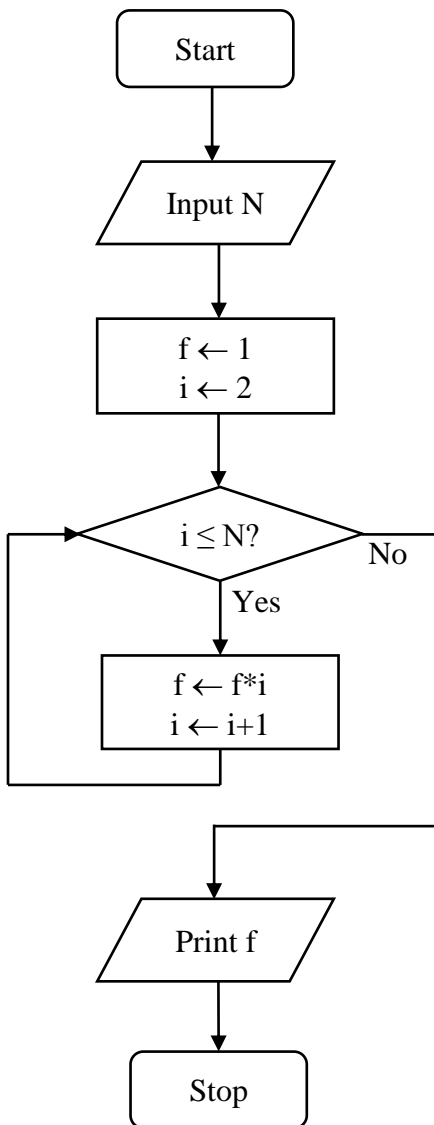 Start
Input N
f ← 1
i ← 2
i ≤ N?
No
Yes
f ← f*i
i ← i+1
Print f
Stop